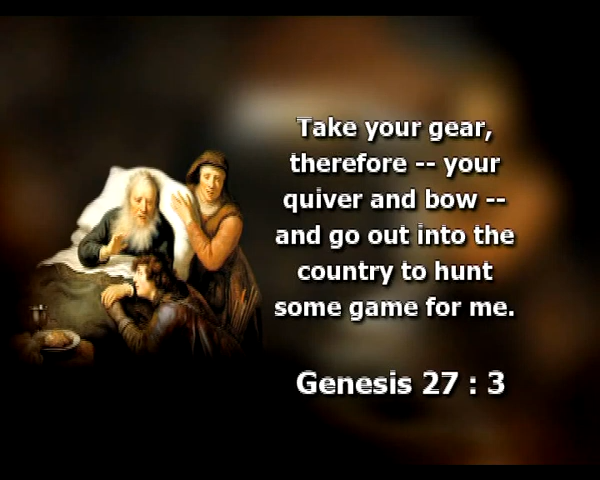 Take your gear,
therefore -- your
quiver and bow --
and go out into the
country to hunt
some game for me.
Genesis 27 : 3